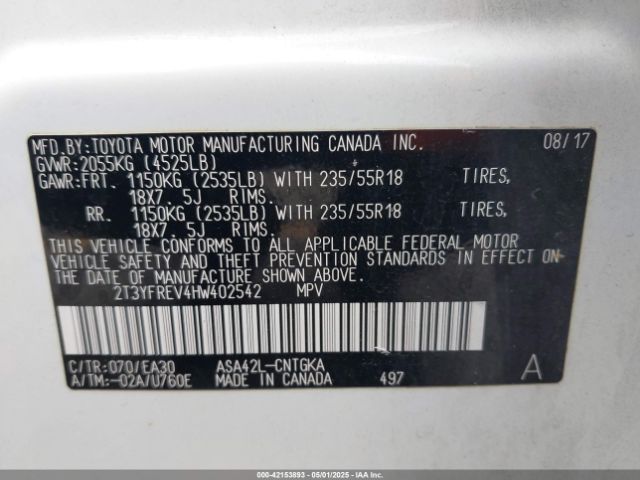 MFD.BY:TOYOTA MOTOR MANUFACTURING CANADA INC. 08/17
GVWR:2055KG (4525LB)
GAWR:FRT. 1150KG (2535LB) WITH 235/55R18 TIRES,
18X7. 5J RIMS.
RR. 1150KG (2535LB) WITH 235/55R18 TIRES,
18X7. 5J RIMS.
THIS VEHICLE CONFORMS TO ALL APPLICABLE FEDERAL MOTOR
VEHICLE SAFETY AND BUMPER STANDARDS IN EFFECT ON
THE DATE OF MANUFACTURE SHOWN ABOVE.
2T3YFREV4HW402542 MPV
C/TR:070/EA30 ASA42L-CNTGKA
A/TM:-02A/U760E MADE IN CANADA 497 A
000-42153893 - 05/01/2025 - COPYRIGHT IAA